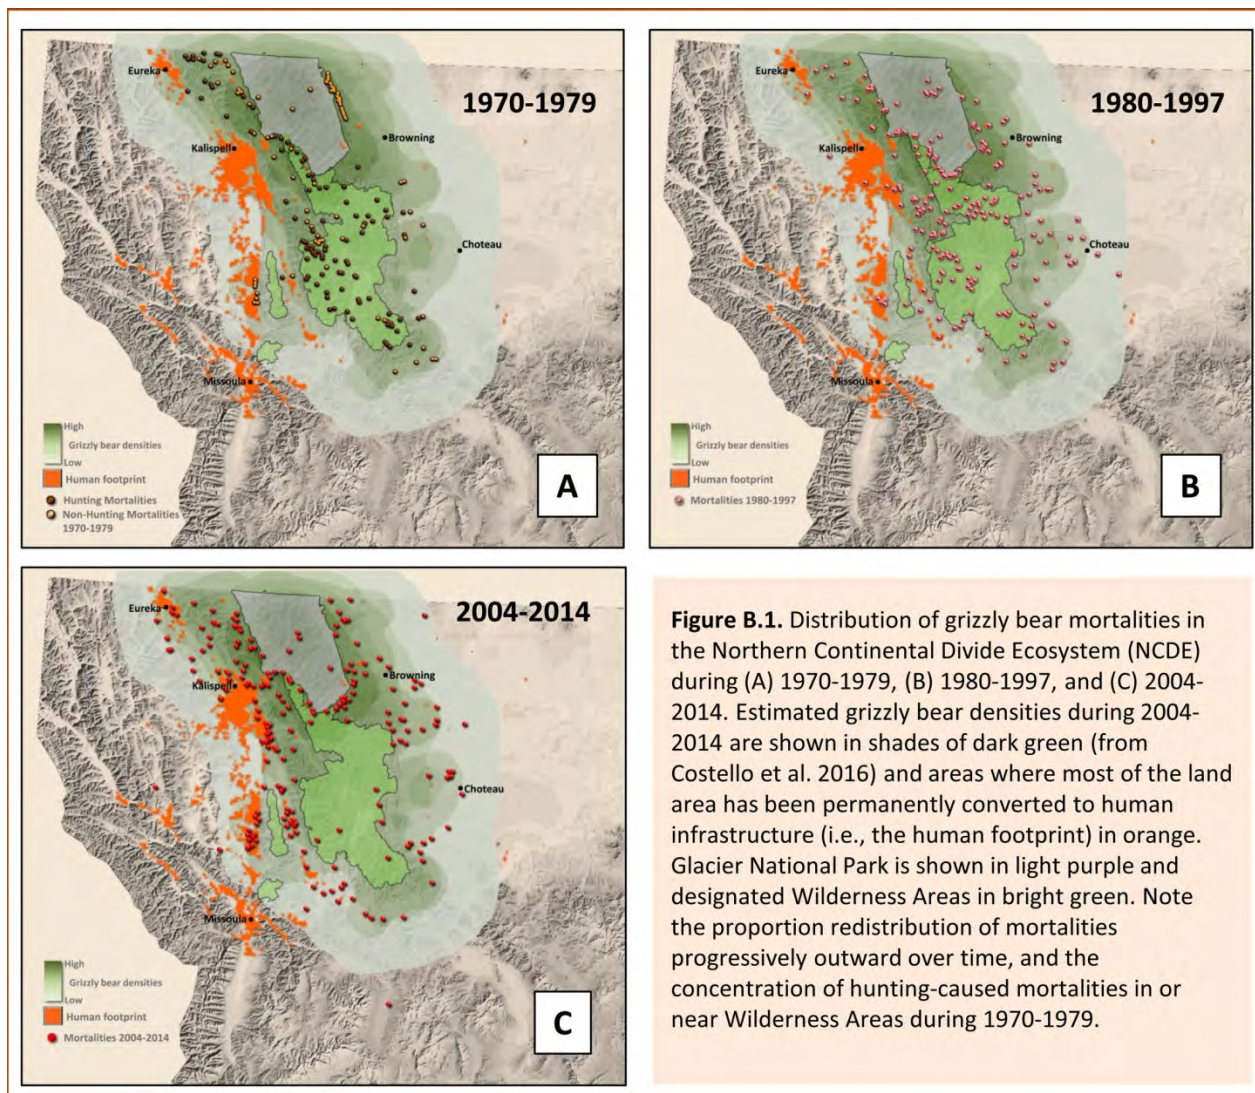 1970-1979
Eureka
Kalispell
Browning
Choteau
Missoula
High
Grizzly bear densities
Low
Human footprint
Hunting Mortalities
Non-Hunting Mortalities
1970-1979
A
1980-1997
Eureka
Kalispell
Browning
Choteau
Missoula
High
Grizzly bear densities
Low
Human footprint
Mortalities 1980-1997
B
2004-2014
Eureka
Kalispell
Browning
Choteau
Missoula
High
Grizzly bear densities
Low
Human footprint
Mortalities 2004-2014
C
Figure B.1. Distribution of grizzly bear mortalities in
the Northern Continental Divide Ecosystem (NCDE)
during (A) 1970-1979, (B) 1980-1997, and (C) 2004-
2014. Estimated grizzly bear densities during 2004-
2014 are shown in shades of dark green (from
Costello et al. 2016) and areas where most of the land
area has been permanently converted to human
infrastructure (i.e., the human footprint) in orange.
Glacier National Park is shown in light purple and
designated Wilderness Areas in bright green. Note
the proportion redistribution of mortalities
progressively outward over time, and the
concentration of hunting-caused mortalities in or
near Wilderness Areas during 1970-1979.